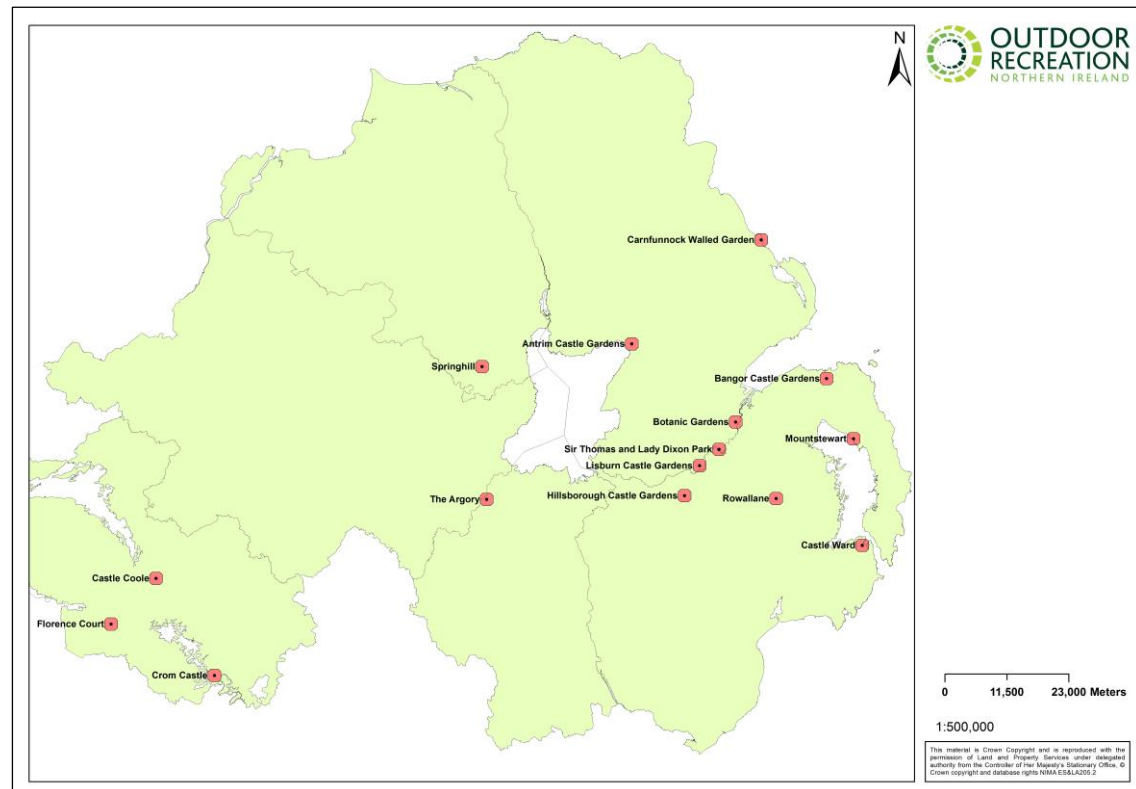 N
OUTDOOR
RECREATION
NORTHERN IRELAND
Carnfunnock Walled Garden
Antrim Castle Gardens
Springhill
Bangor Castle Gardens
Botanic Gardens
Mountstewart
Sir Thomas and Lady Dixon Park
Lisburn Castle Gardens
The Argory
Hillsborough Castle Gardens
Rowallane
Castle Ward
Castle Coole
Florence Court
Crom Castle
0 11,500 23,000 Meters
1:500,000
This material is Crown Copyright and is reproduced with the
permission of Land and Property Services under delegated
authority from the Controller of Her Majesty's Stationary Office, ©
Crown copyright and database rights NIMA ES&LA205.2